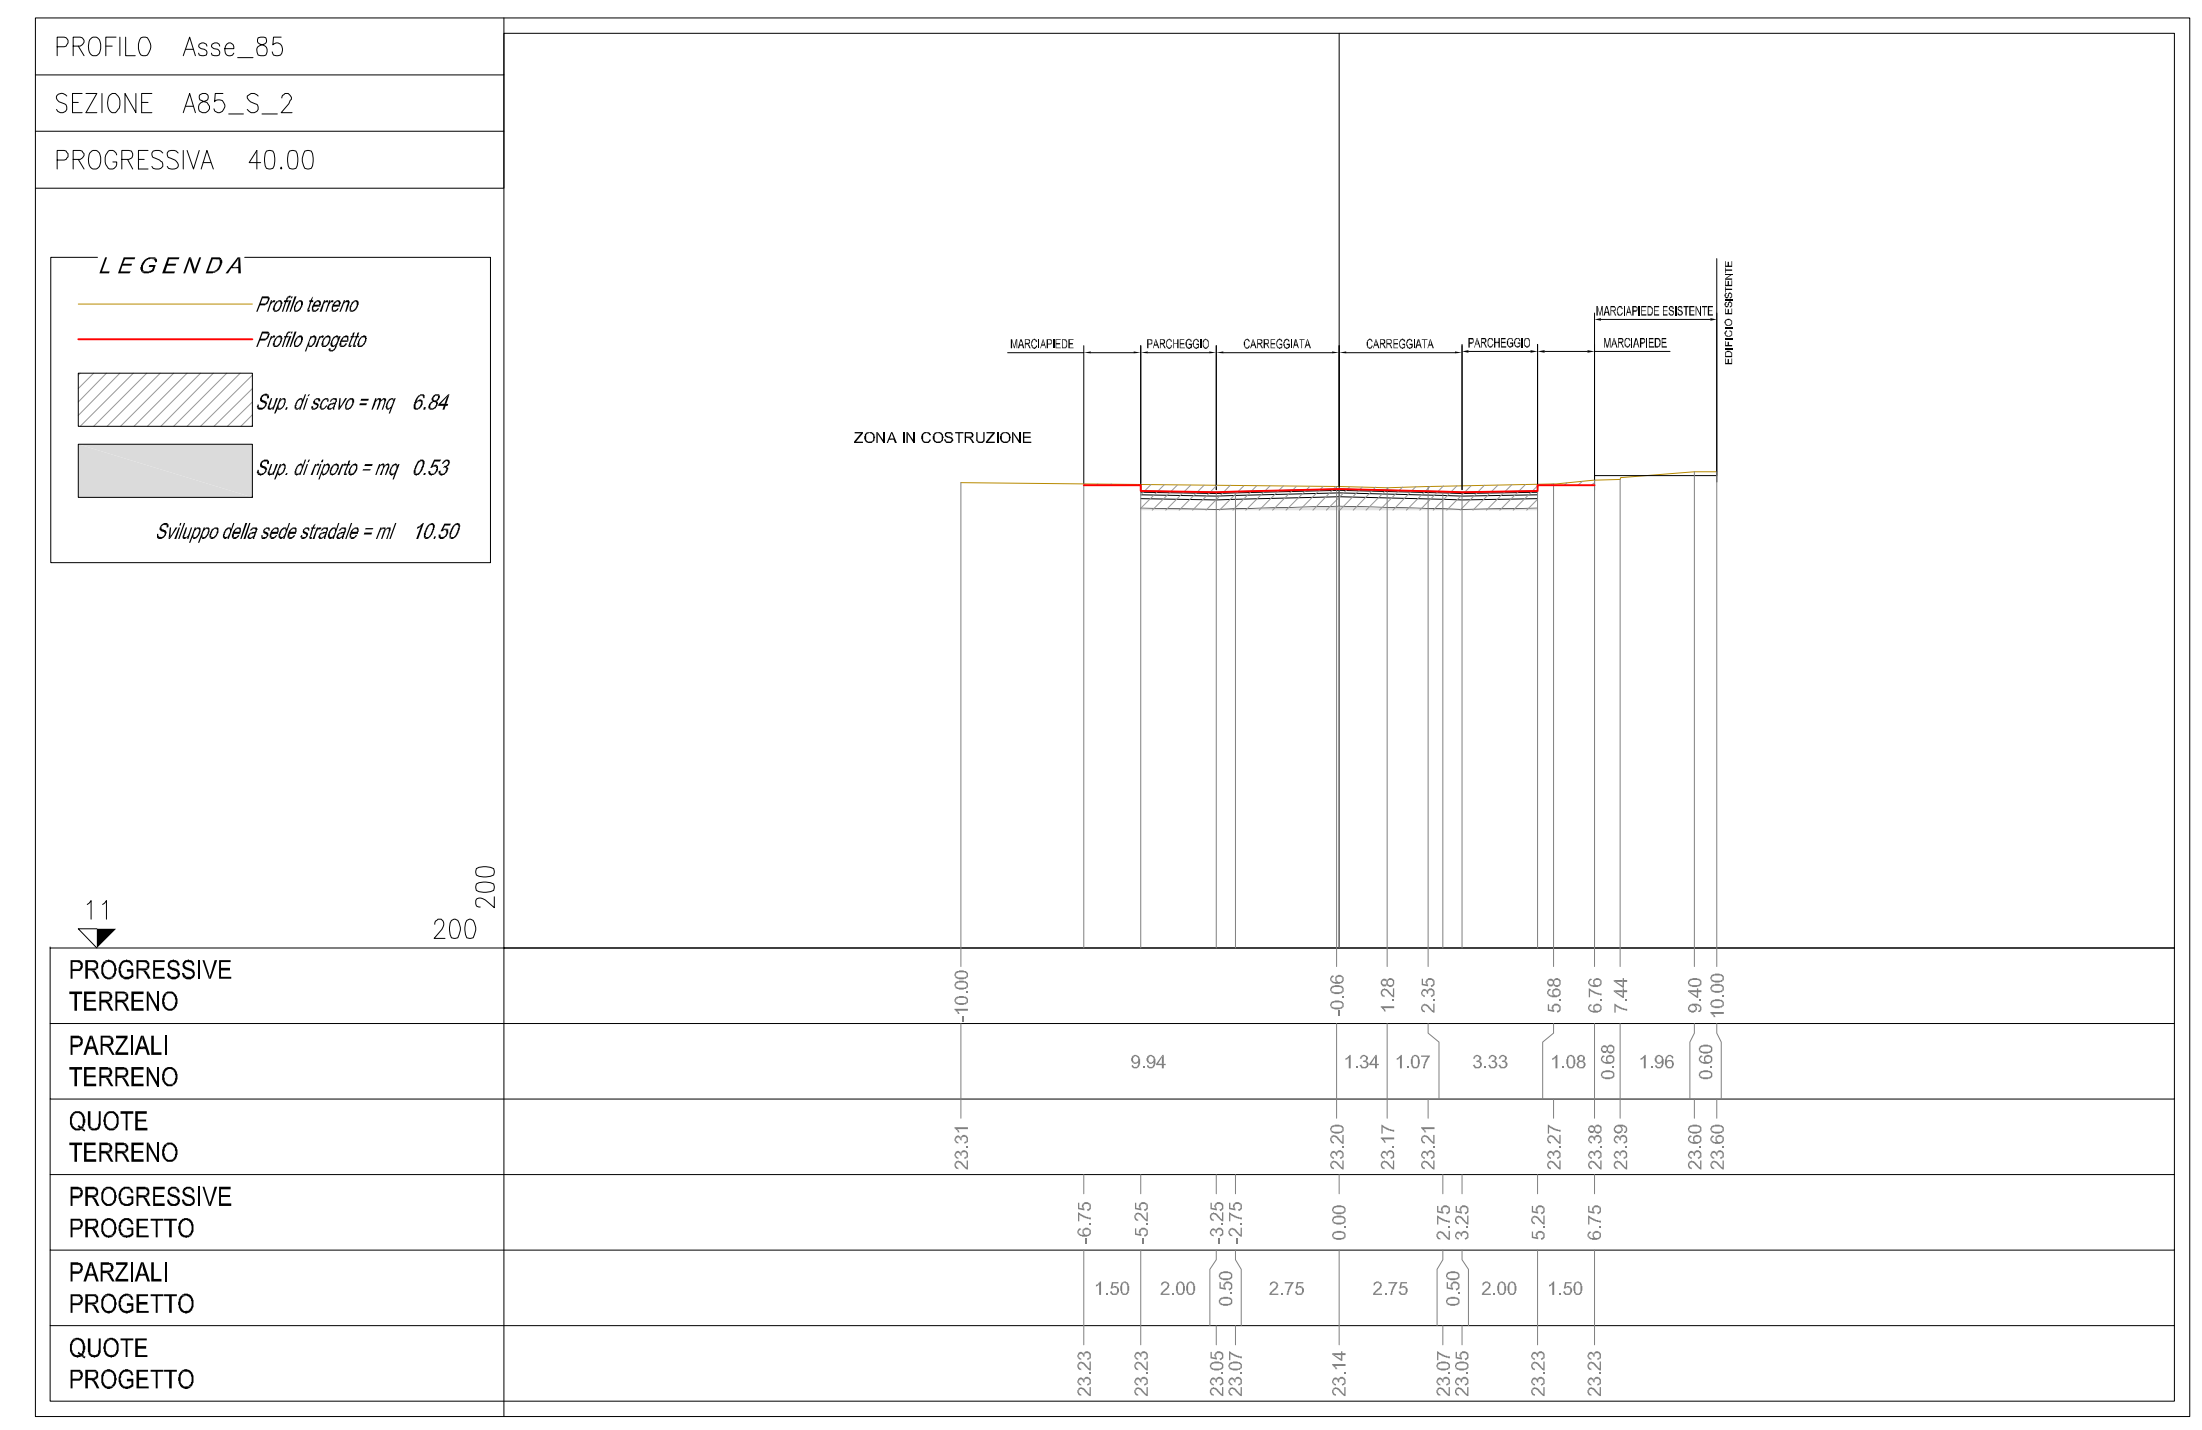 PROFILO Asse_85
SEZIONE A85_S_2
PROGRESSIVA 40.00
LEGENDA
Profilo terreno
Profilo progetto
Sup. di scavo = mq 6.84
Sup. di riporto = mq 0.53
Sviluppo della sede stradale = ml 10.50
MARCIAPIEDE ESISTENTE
EDIFICIO ESISTENTE
MARCIAPIEDE PARCHEGGIO CARREGGIATA CARREGGIATA PARCHEGGIO MARCIAPIEDE
ZONA IN COSTRUZIONE
11
200
200
PROGRESSIVE
TERRENO
-10.00 -0.06 1.28 2.35 5.68 6.76 7.44 9.40 10.00
PARZIALI
TERRENO
9.94 1.34 1.07 3.33 1.08 0.68 1.96 0.60
QUOTE
TERRENO
23.31 23.20 23.17 23.21 23.27 23.38 23.39 23.60 23.60
PROGRESSIVE
PROGETTO
-6.75 -5.25 -3.25 -2.75 0.00 2.75 3.25 5.25 6.75
PARZIALI
PROGETTO
1.50 2.00 0.50 2.75 2.75 0.50 2.00 1.50
QUOTE
PROGETTO
23.23 23.23 23.05 23.07 23.14 23.07 23.05 23.23 23.23